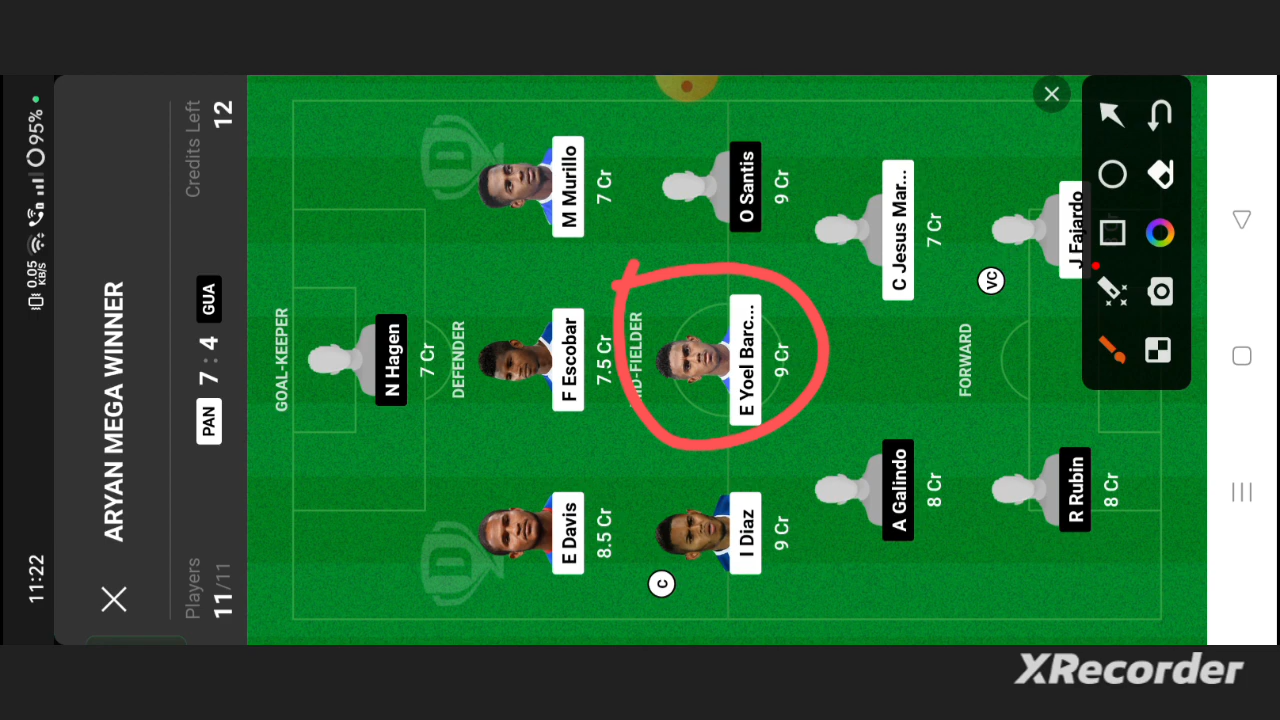 11:22
0.05 KB/S
95%
ARYAN MEGA WINNER
Players
11/11
PAN 7 : 4 GUA
Credits Left
12
GOAL-KEEPER
N Hagen
7 Cr
DEFENDER
E Davis
8.5 Cr
F Escobar
7.5 Cr
M Murillo
7 Cr
MID-FIELDER
I Diaz
9 Cr
C
E Yoel Barc...
9 Cr
O Santis
9 Cr
A Galindo
8 Cr
C Jesus Mar...
7 Cr
FORWARD
R Rubin
8 Cr
J Fajardo
VC
XRecorder